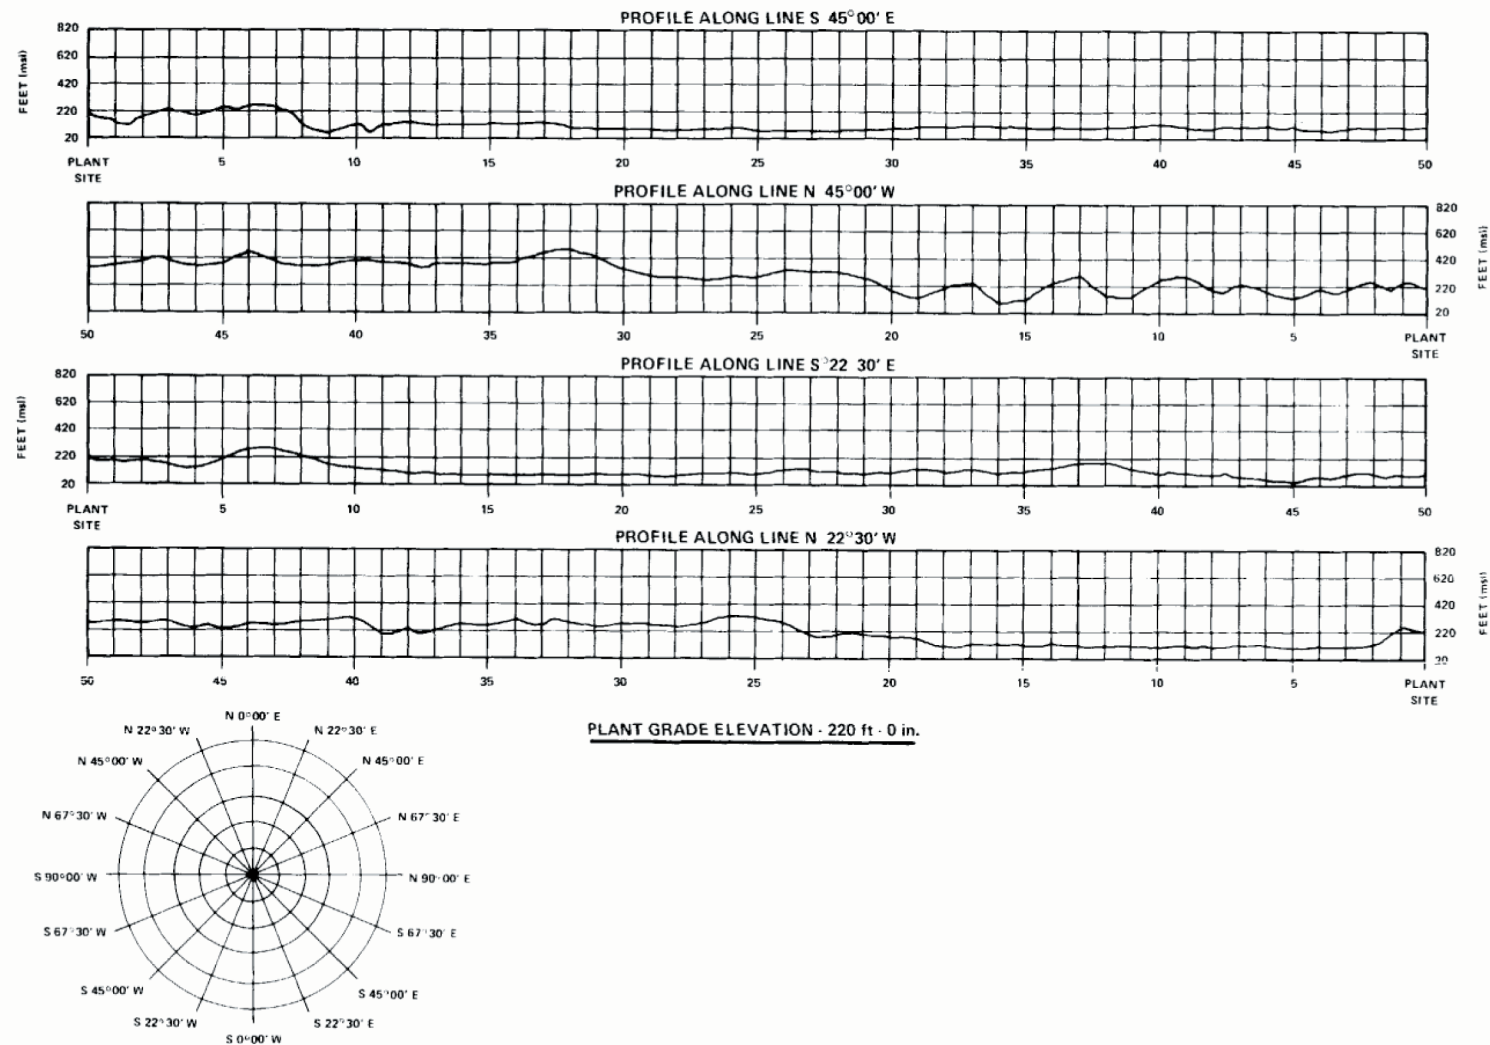 PROFILE ALONG LINE S 45°00' E
FEET (msl)
820
620
420
220
20
PLANT SITE 5 10 15 20 25 30 35 40 45 50
PROFILE ALONG LINE N 45°00' W
820
620
420
220
20
FEET (msl)
50 45 40 35 30 25 20 15 10 5 PLANT SITE
PROFILE ALONG LINE S°22 30' E
FEET (msl)
820
620
420
220
20
PLANT SITE 5 10 15 20 25 30 35 40 45 50
PROFILE ALONG LINE N 22°30' W
820
620
420
220
20
FEET (msl)
50 45 40 35 30 25 20 15 10 5 PLANT SITE
PLANT GRADE ELEVATION - 220 ft - 0 in.
N 0°00' E
N 22°30' W
N 22°30' E
N 45°00' W
N 45°00' E
N 67°30' W
N 67°30' E
S 90°00' W
N 90°00' E
S 67°30' W
S 67°30' E
S 45°00' W
S 45°00' E
S 22°30' W
S 22°30' E
S 0°00' W